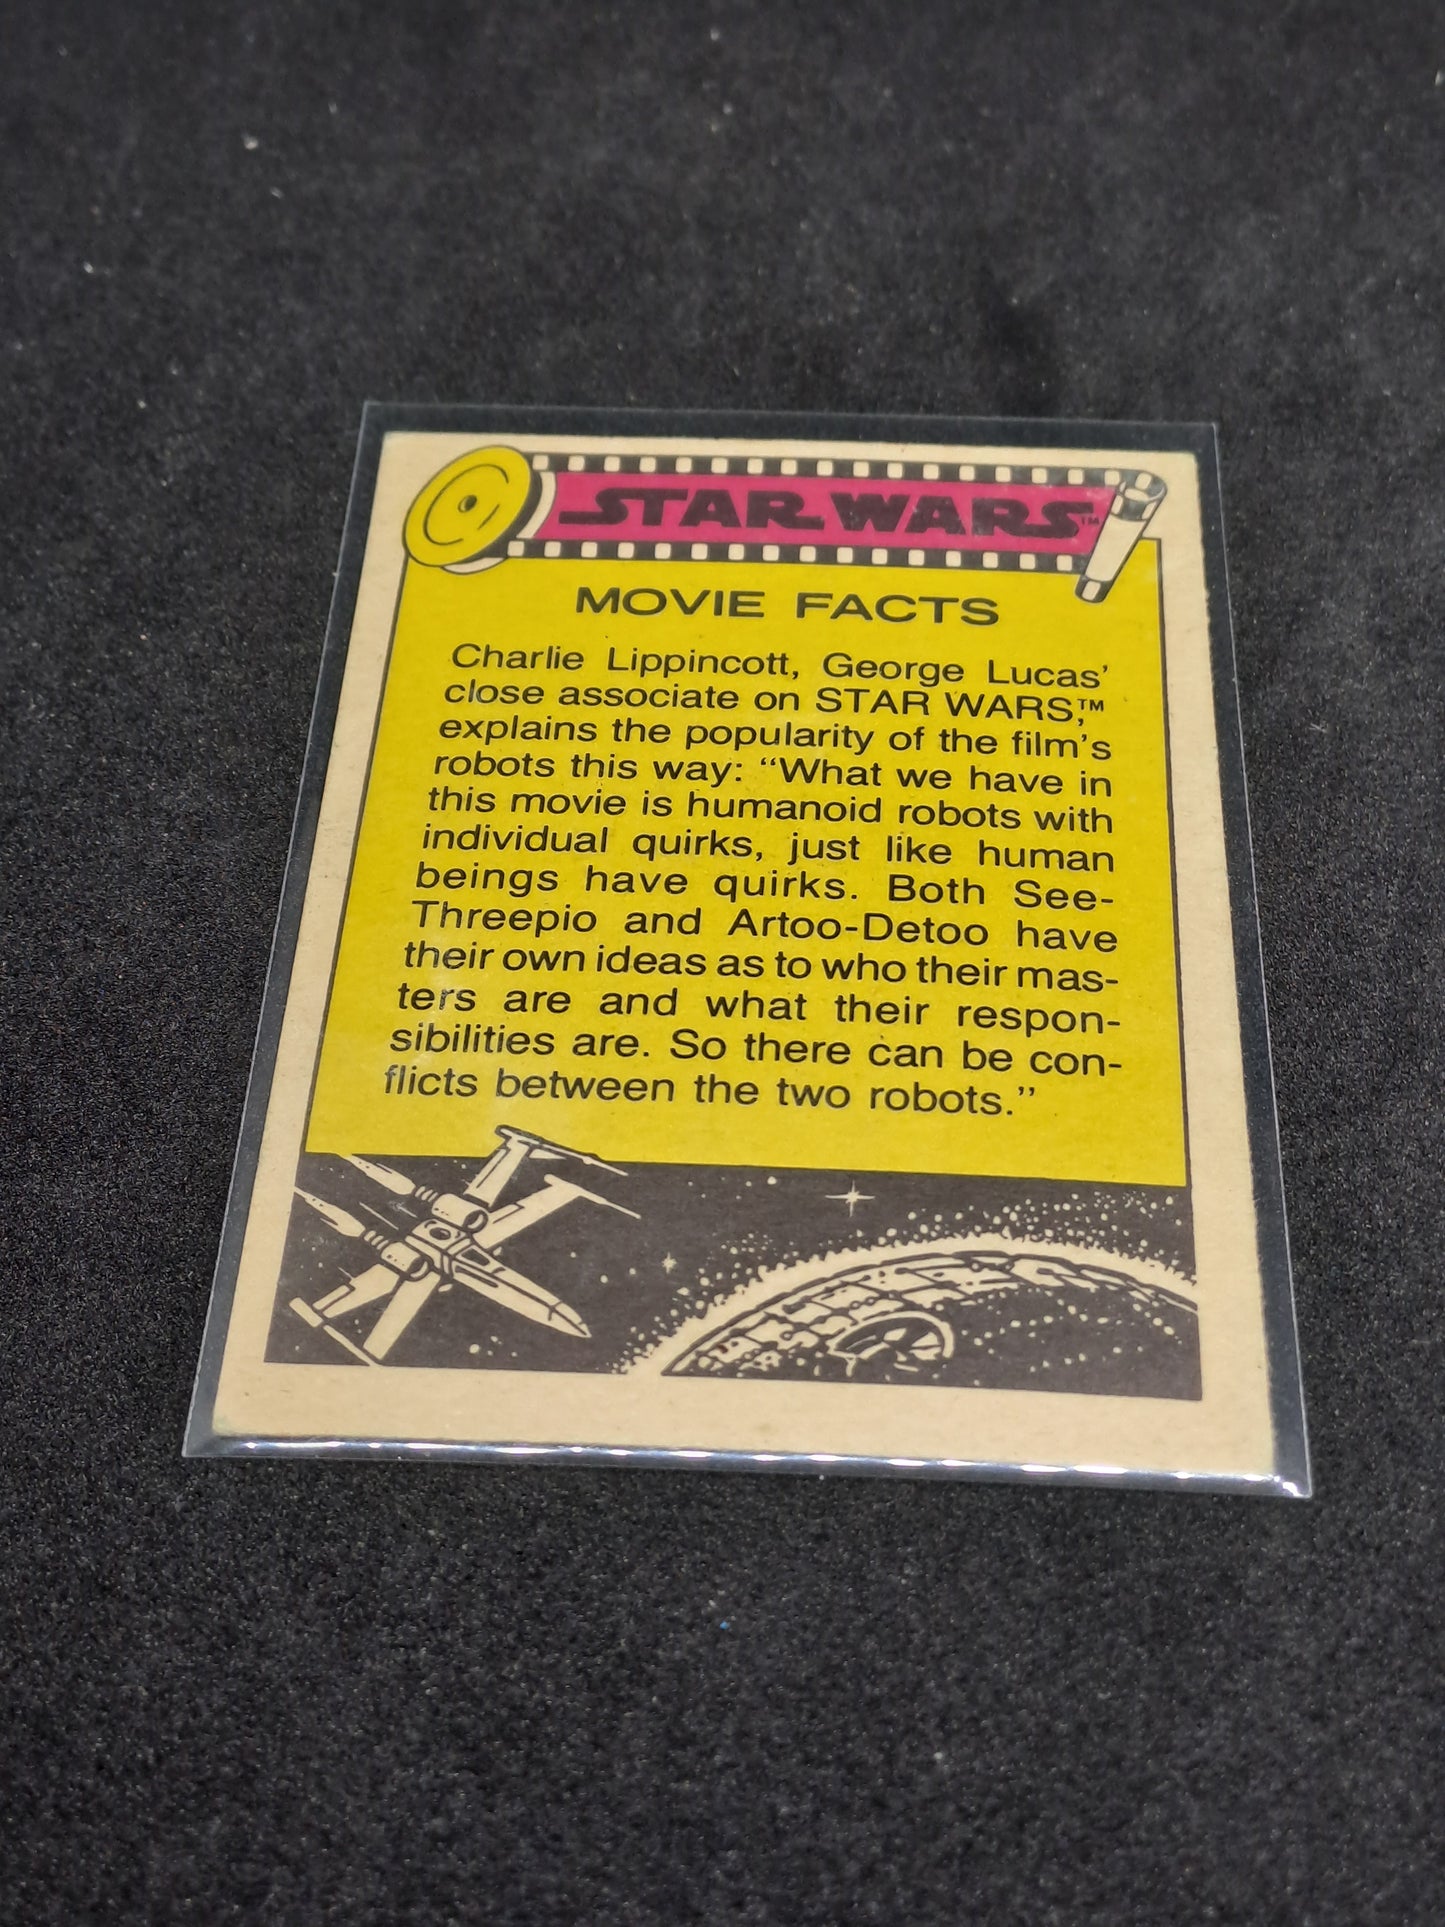 STAR WARS™
MOVIE FACTS
Charlie Lippincott, George Lucas'
close associate on STAR WARS,™
explains the popularity of the film's
robots this way: “What we have in
this movie is humanoid robots with
individual quirks, just like human
beings have quirks. Both See-
Threepio and Artoo-Detoo have
their own ideas as to who their mas-
ters are and what their respon-
sibilities are. So there can be con-
flicts between the two robots.”